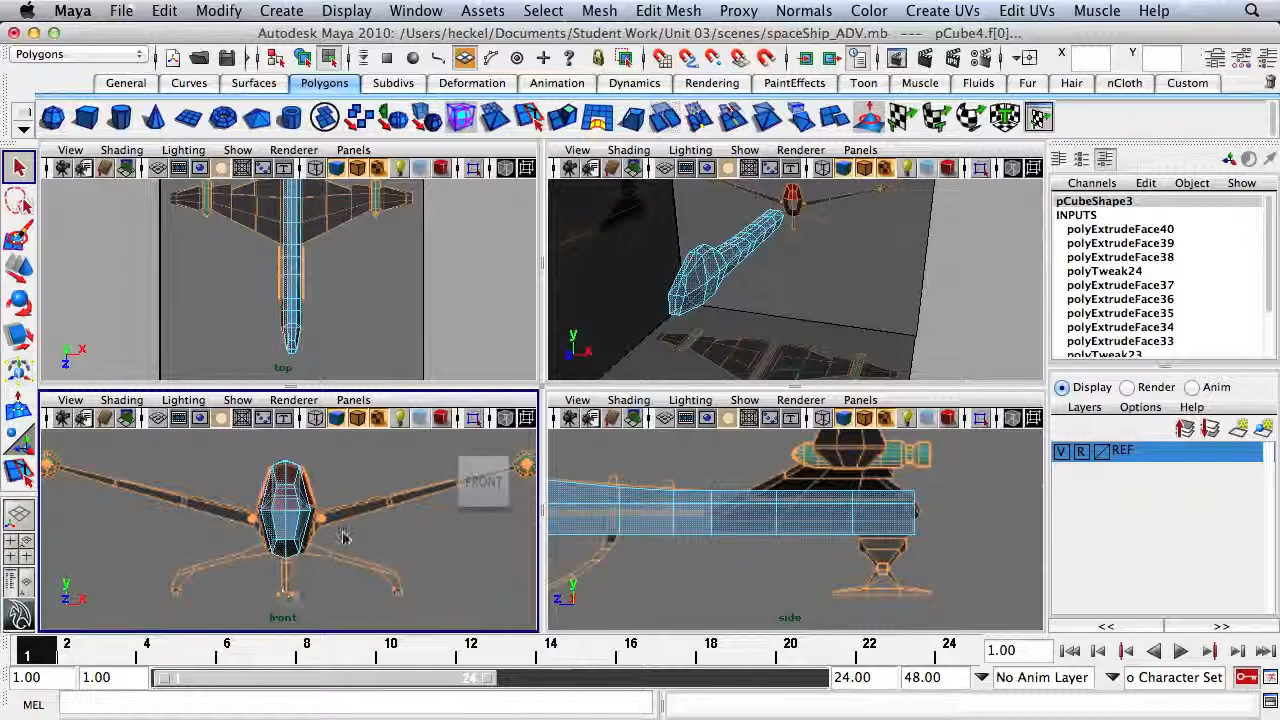 Maya File Edit Modify Create Display Window Assets Select Mesh Edit Mesh Proxy Normals Color Create UVs Edit UVs Muscle Help
Autodesk Maya 2010: /Users/heckel/Documents/Student Work/Unit 03/scenes/spaceShip_ADV.mb --- pCube4.f[0]...
Polygons X Y
General Curves Surfaces Polygons Subdivs Deformation Animation Dynamics Rendering PaintEffects Toon Muscle Fluids Fur Hair nCloth Custom
View Shading Lighting Show Renderer Panels
View Shading Lighting Show Renderer Panels
Channels Edit Object Show
pCubeShape3
INPUTS
polyExtrudeFace40
polyExtrudeFace39
polyExtrudeFace38
polyTweak24
polyExtrudeFace37
polyExtrudeFace36
polyExtrudeFace35
polyExtrudeFace34
polyExtrudeFace33
polyTweak23
y x z
top
y z x
Display Render Anim
Layers Options Help
V R REF
View Shading Lighting Show Renderer Panels
View Shading Lighting Show Renderer Panels
FRONT
y z x
front
y z
side
<< >>
1 2 4 6 8 10 12 14 16 18 20 22 24 1.00
1.00 1.00 1 24 24.00 48.00 No Anim Layer o Character Set
MEL